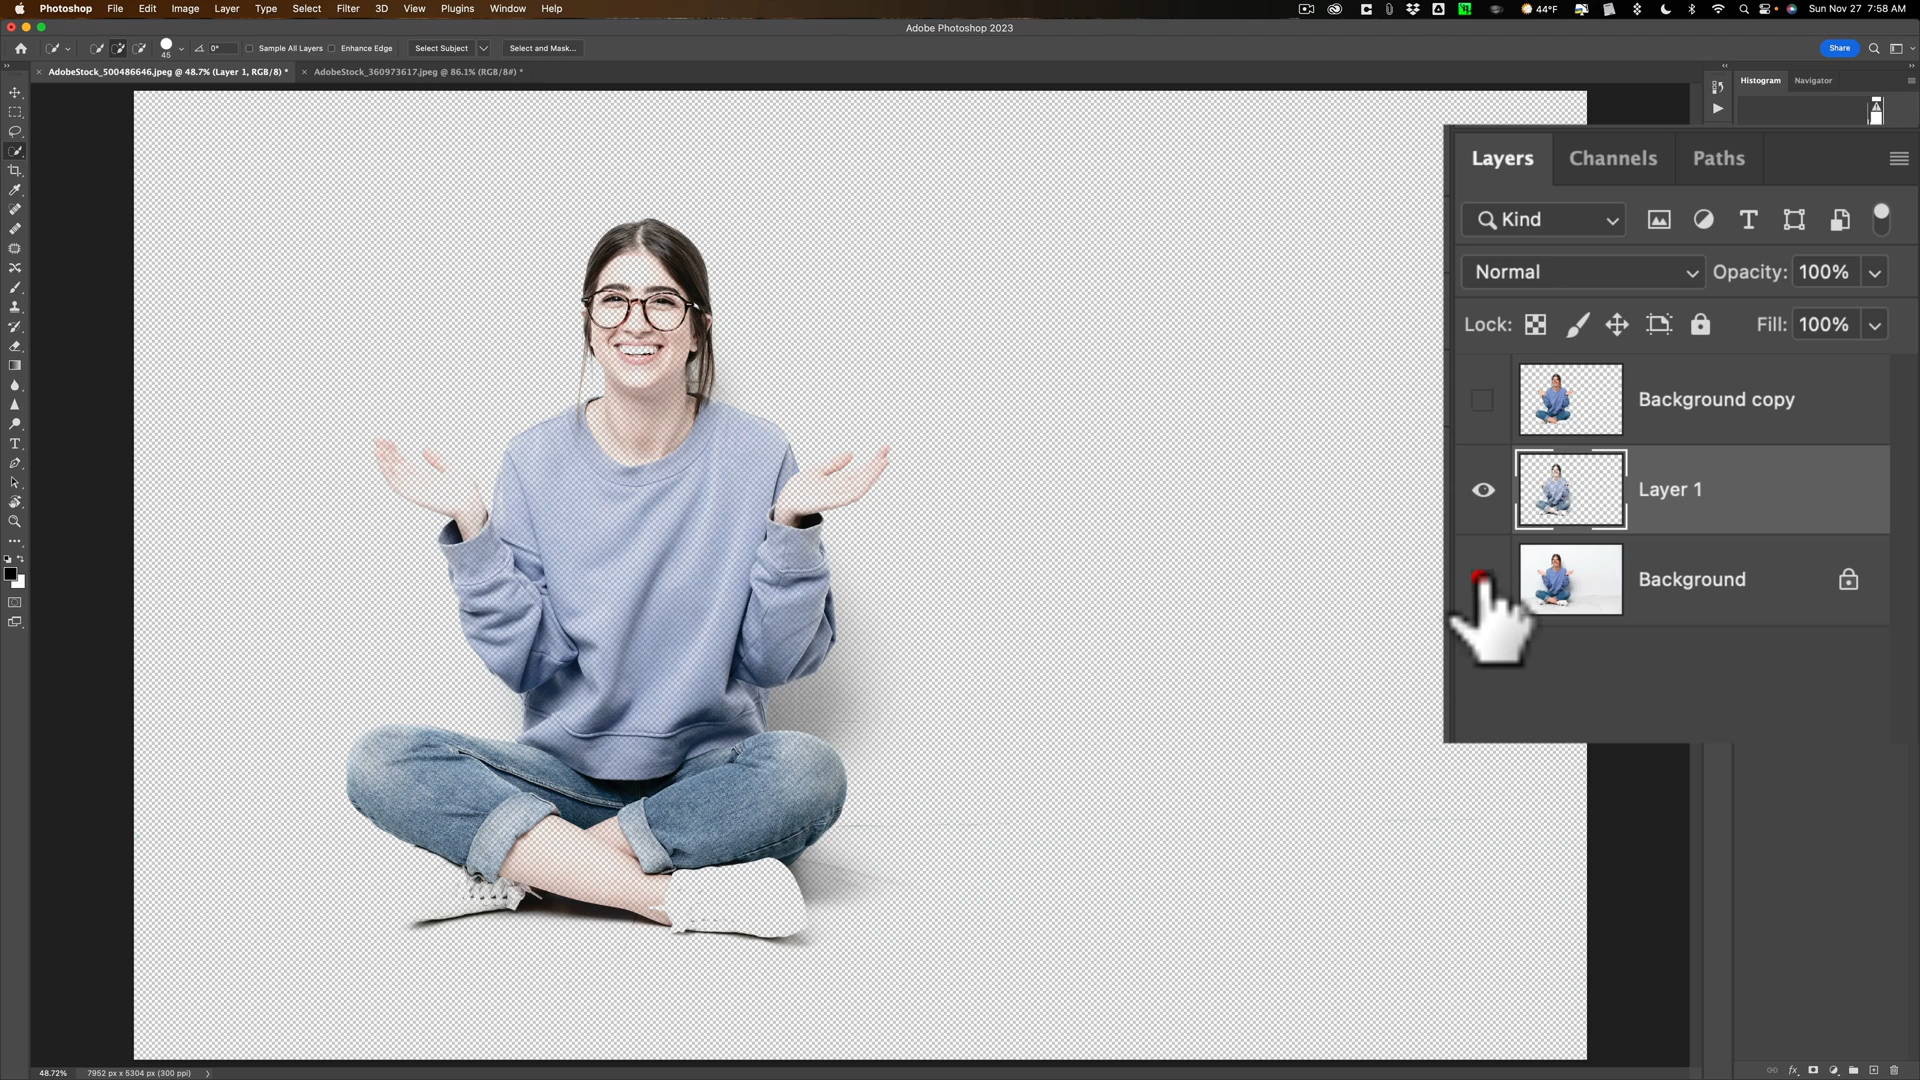 Photoshop File Edit Image Layer Type Select Filter 3D View Plugins Window Help 44°F Sun Nov 27 7:58 AM
Adobe Photoshop 2023
45 0° Sample All Layers Enhance Edge Select Subject Select and Mask... Share
× AdobeStock_500486646.jpeg @ 48.7% (Layer 1, RGB/8) * × AdobeStock_360973617.jpeg @ 86.1% (RGB/8#) *
Histogram Navigator
Layers Channels Paths
Kind
Normal Opacity: 100%
Lock: Fill: 100%
Background copy
Layer 1
Background
48.72% 7952 px x 5304 px (300 ppi)